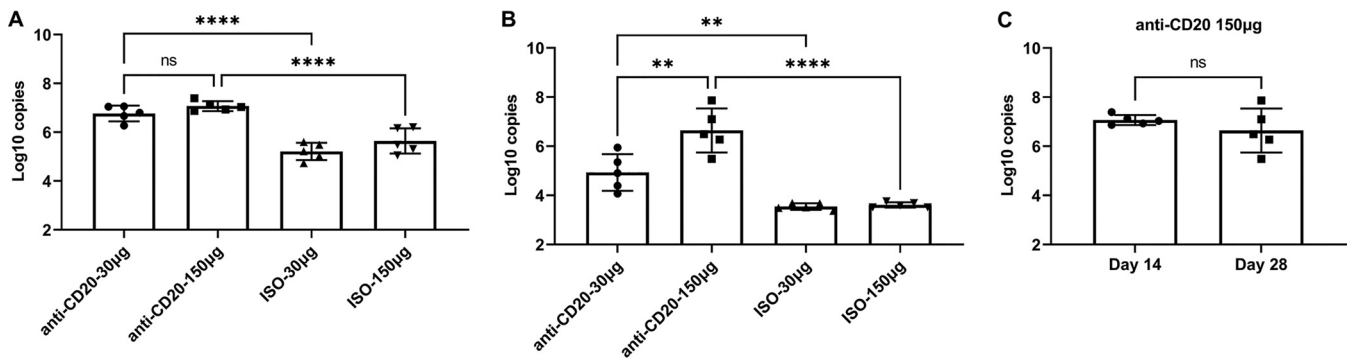 A
****
ns
****
Log10 copies
10
8
6
4
2
anti-CD20-30µg
anti-CD20-150µg
ISO-30µg
ISO-150µg
B
**
**
****
Log10 copies
10
8
6
4
2
anti-CD20-30µg
anti-CD20-150µg
ISO-30µg
ISO-150µg
C
anti-CD20 150µg
ns
Log10 copies
10
8
6
4
2
Day 14
Day 28